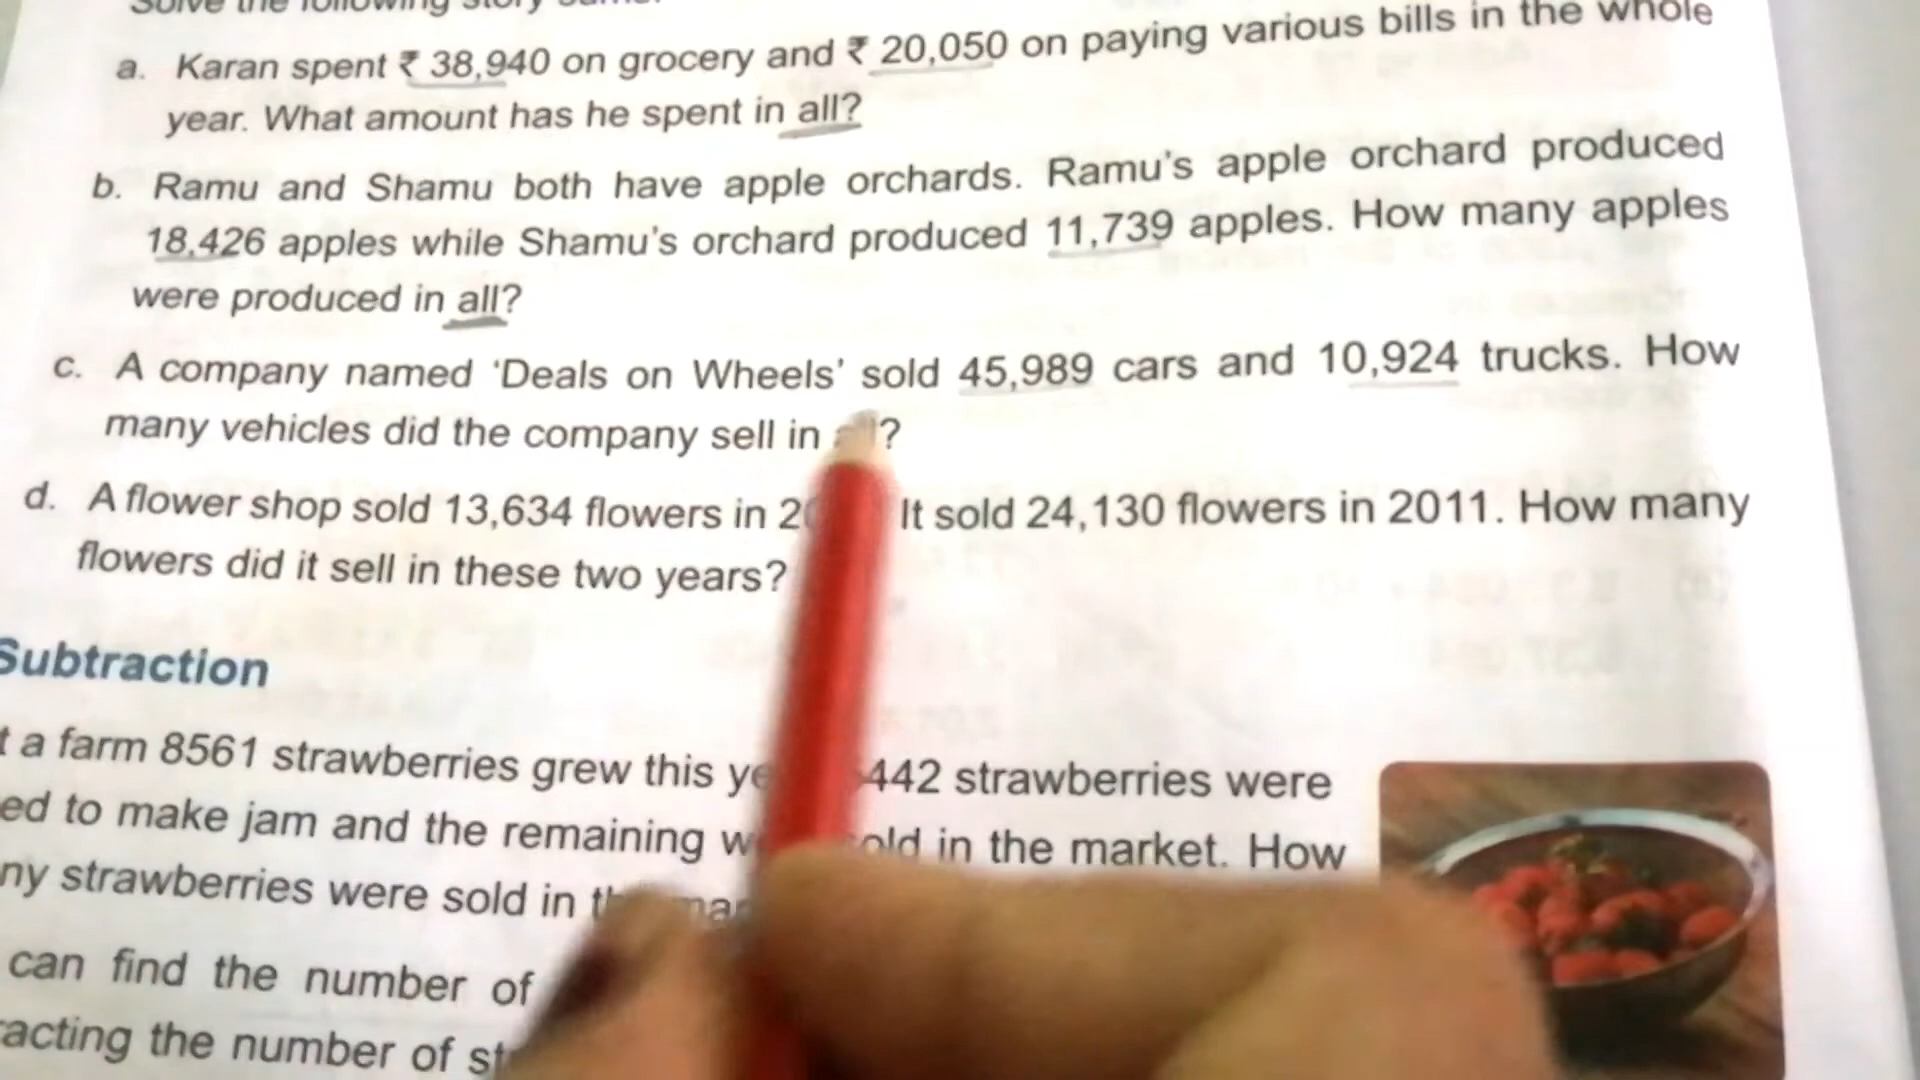 Solve the following story sums.
a. Karan spent ₹ 38,940 on grocery and ₹ 20,050 on paying various bills in the whole
year. What amount has he spent in all?
b. Ramu and Shamu both have apple orchards. Ramu's apple orchard produced
18,426 apples while Shamu's orchard produced 11,739 apples. How many apples
were produced in all?
c. A company named 'Deals on Wheels' sold 45,989 cars and 10,924 trucks. How
many vehicles did the company sell in ?
d. A flower shop sold 13,634 flowers in It sold 24,130 flowers in 2011. How many
flowers did it sell in these two years?
Subtraction
a farm 8561 strawberries grew this 442 strawberries were
ed to make jam and the remaining old in the market. How
ny strawberries were sold in
can find the number of
acting the number of